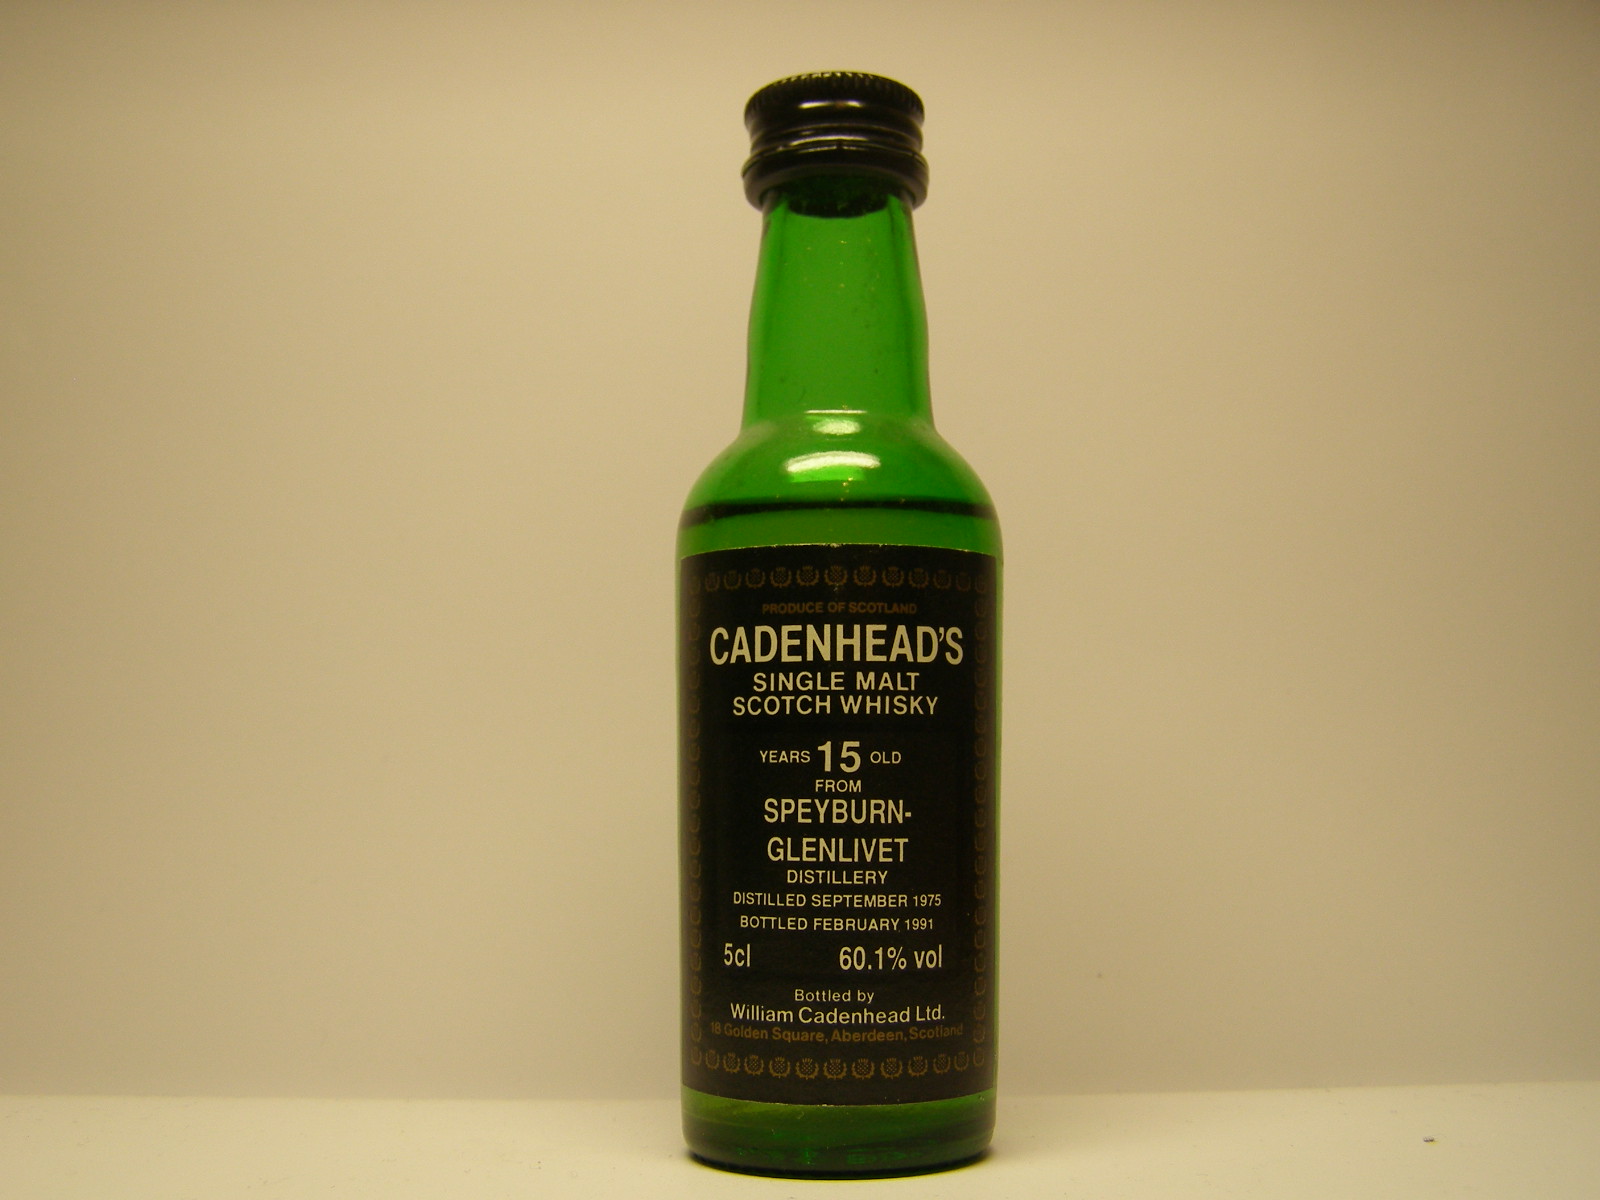 PRODUCE OF SCOTLAND
CADENHEAD'S
SINGLE MALT
SCOTCH WHISKY
YEARS 15 OLD
FROM
SPEYBURN-
GLENLIVET
DISTILLERY
DISTILLED SEPTEMBER 1975
BOTTLED FEBRUARY 1991
5cl 60.1% vol
Bottled by
William Cadenhead Ltd.
18 Golden Square, Aberdeen, Scotland